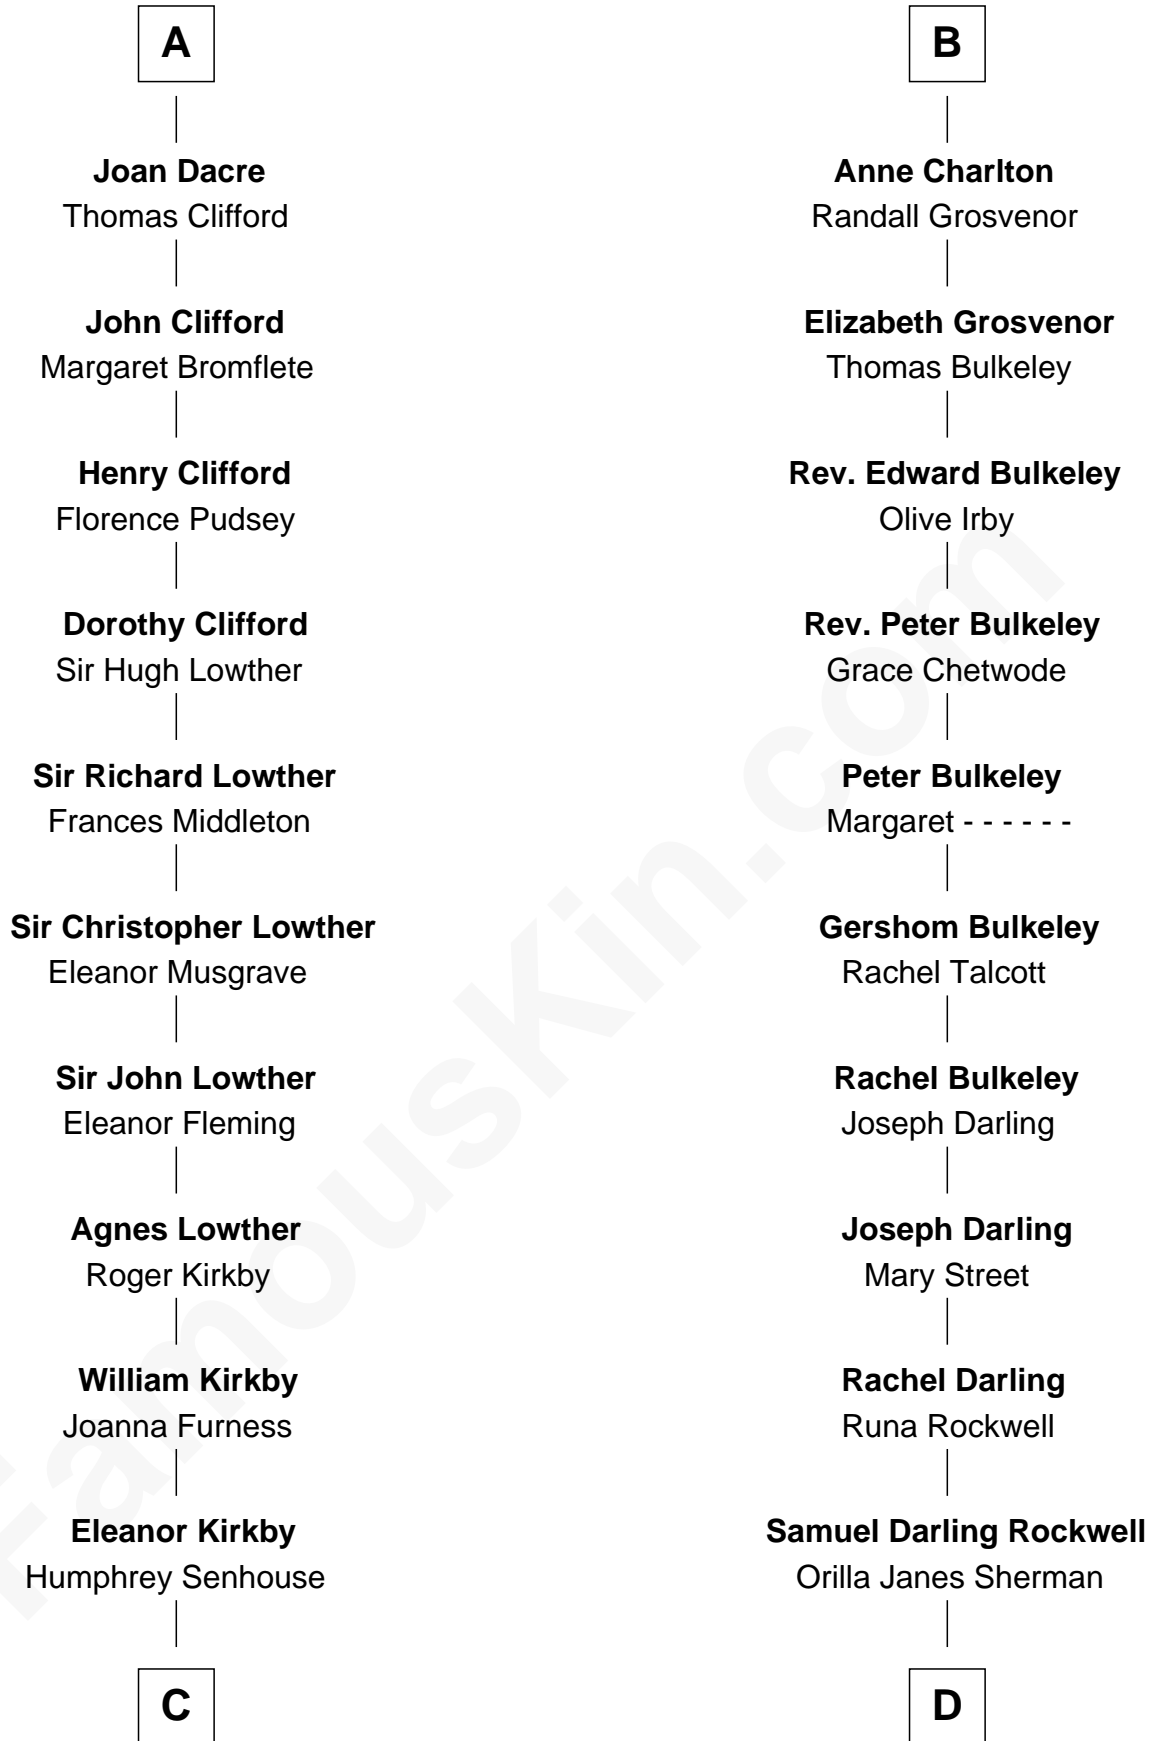 A
Joan Dacre
Thomas Clifford
John Clifford
Margaret Bromflete
Henry Clifford
Florence Pudsey
Dorothy Clifford
Sir Hugh Lowther
Sir Richard Lowther
Frances Middleton
Sir Christopher Lowther
Eleanor Musgrave
Sir John Lowther
Eleanor Fleming
Agnes Lowther
Roger Kirkby
William Kirkby
Joanna Furness
Eleanor Kirkby
Humphrey Senhouse
C
B
Anne Charlton
Randall Grosvenor
Elizabeth Grosvenor
Thomas Bulkeley
Rev. Edward Bulkeley
Olive Irby
Rev. Peter Bulkeley
Grace Chetwode
Peter Bulkeley
Margaret - - - - - -
Gershom Bulkeley
Rachel Talcott
Rachel Bulkeley
Joseph Darling
Joseph Darling
Mary Street
Rachel Darling
Runa Rockwell
Samuel Darling Rockwell
Orilla Janes Sherman
D
FamousKin.com